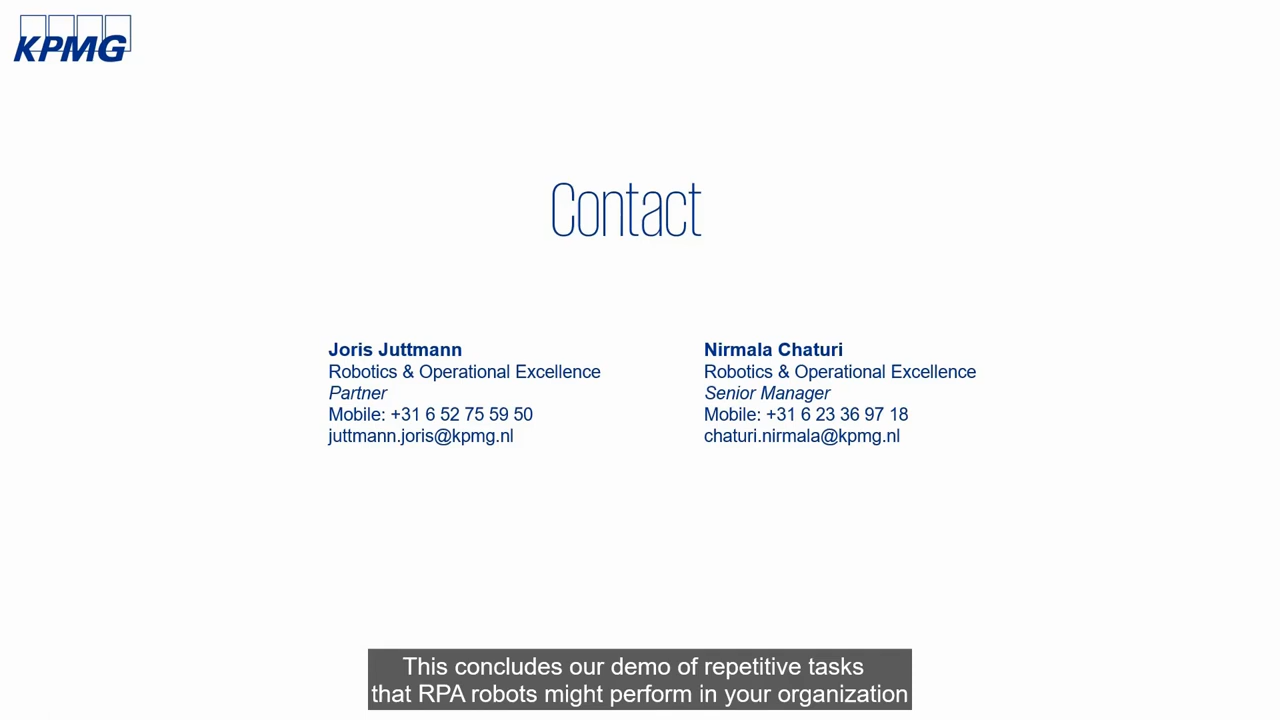 KPMG
Contact
Joris Juttmann
Robotics & Operational Excellence
Partner
Mobile: +31 6 52 75 59 50
juttmann.joris@kpmg.nl
Nirmala Chaturi
Robotics & Operational Excellence
Senior Manager
Mobile: +31 6 23 36 97 18
chaturi.nirmala@kpmg.nl
This concludes our demo of repetitive tasks
that RPA robots might perform in your organization